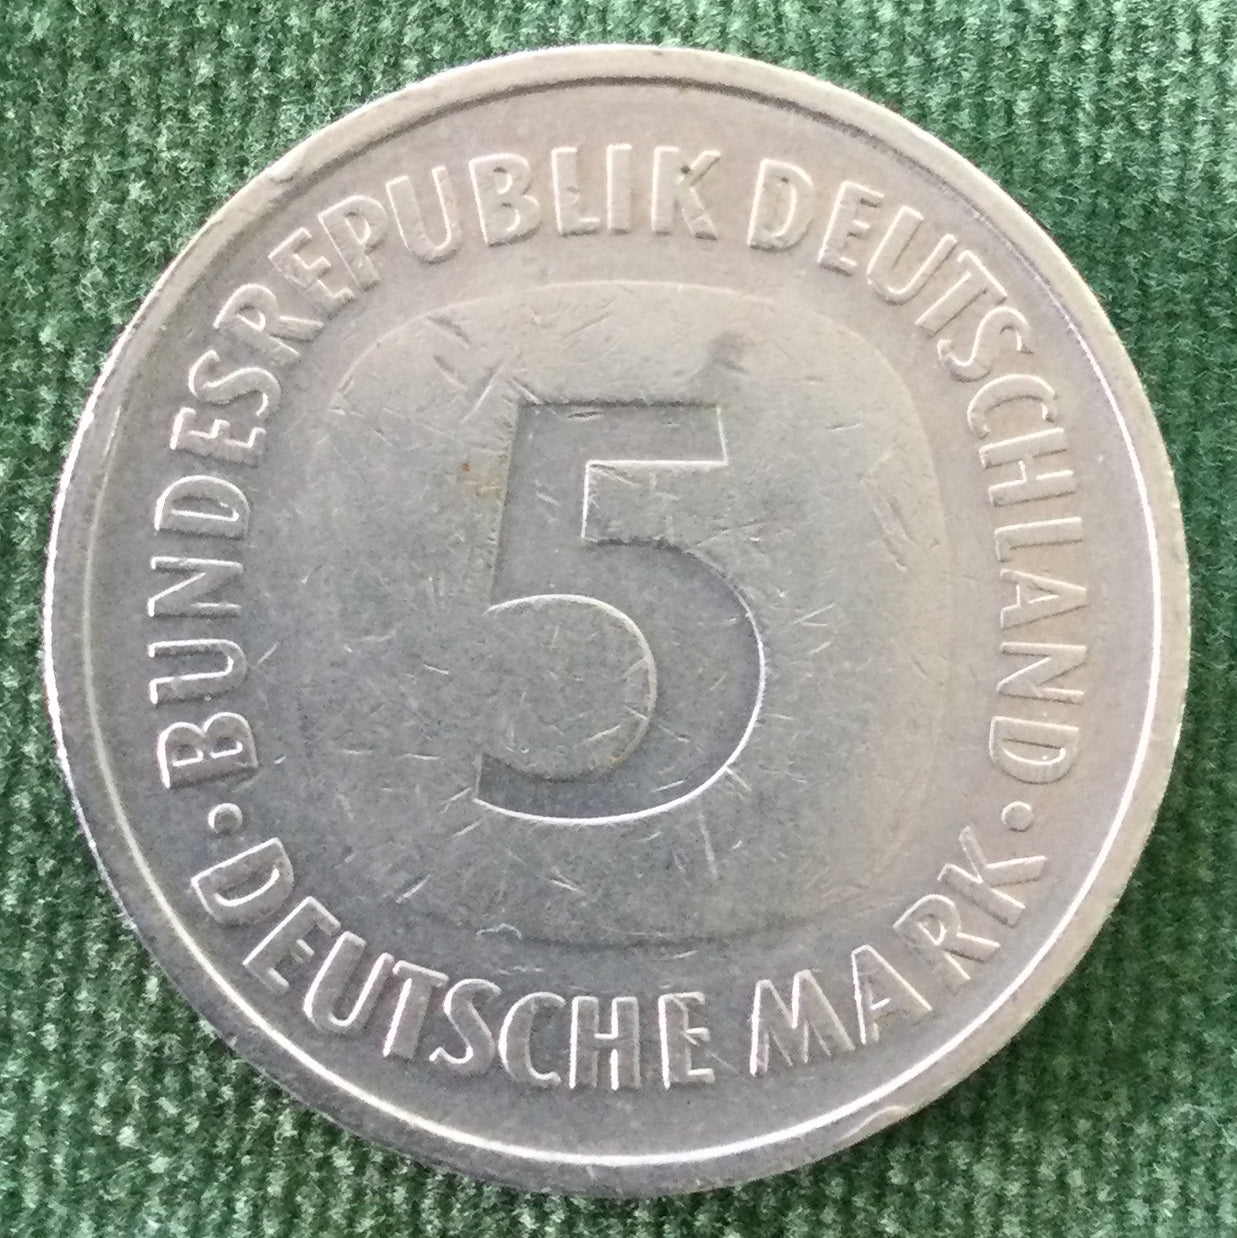 BUNDESREPUBLIK DEUTSCHLAND
5
· DEUTSCHE MARK ·